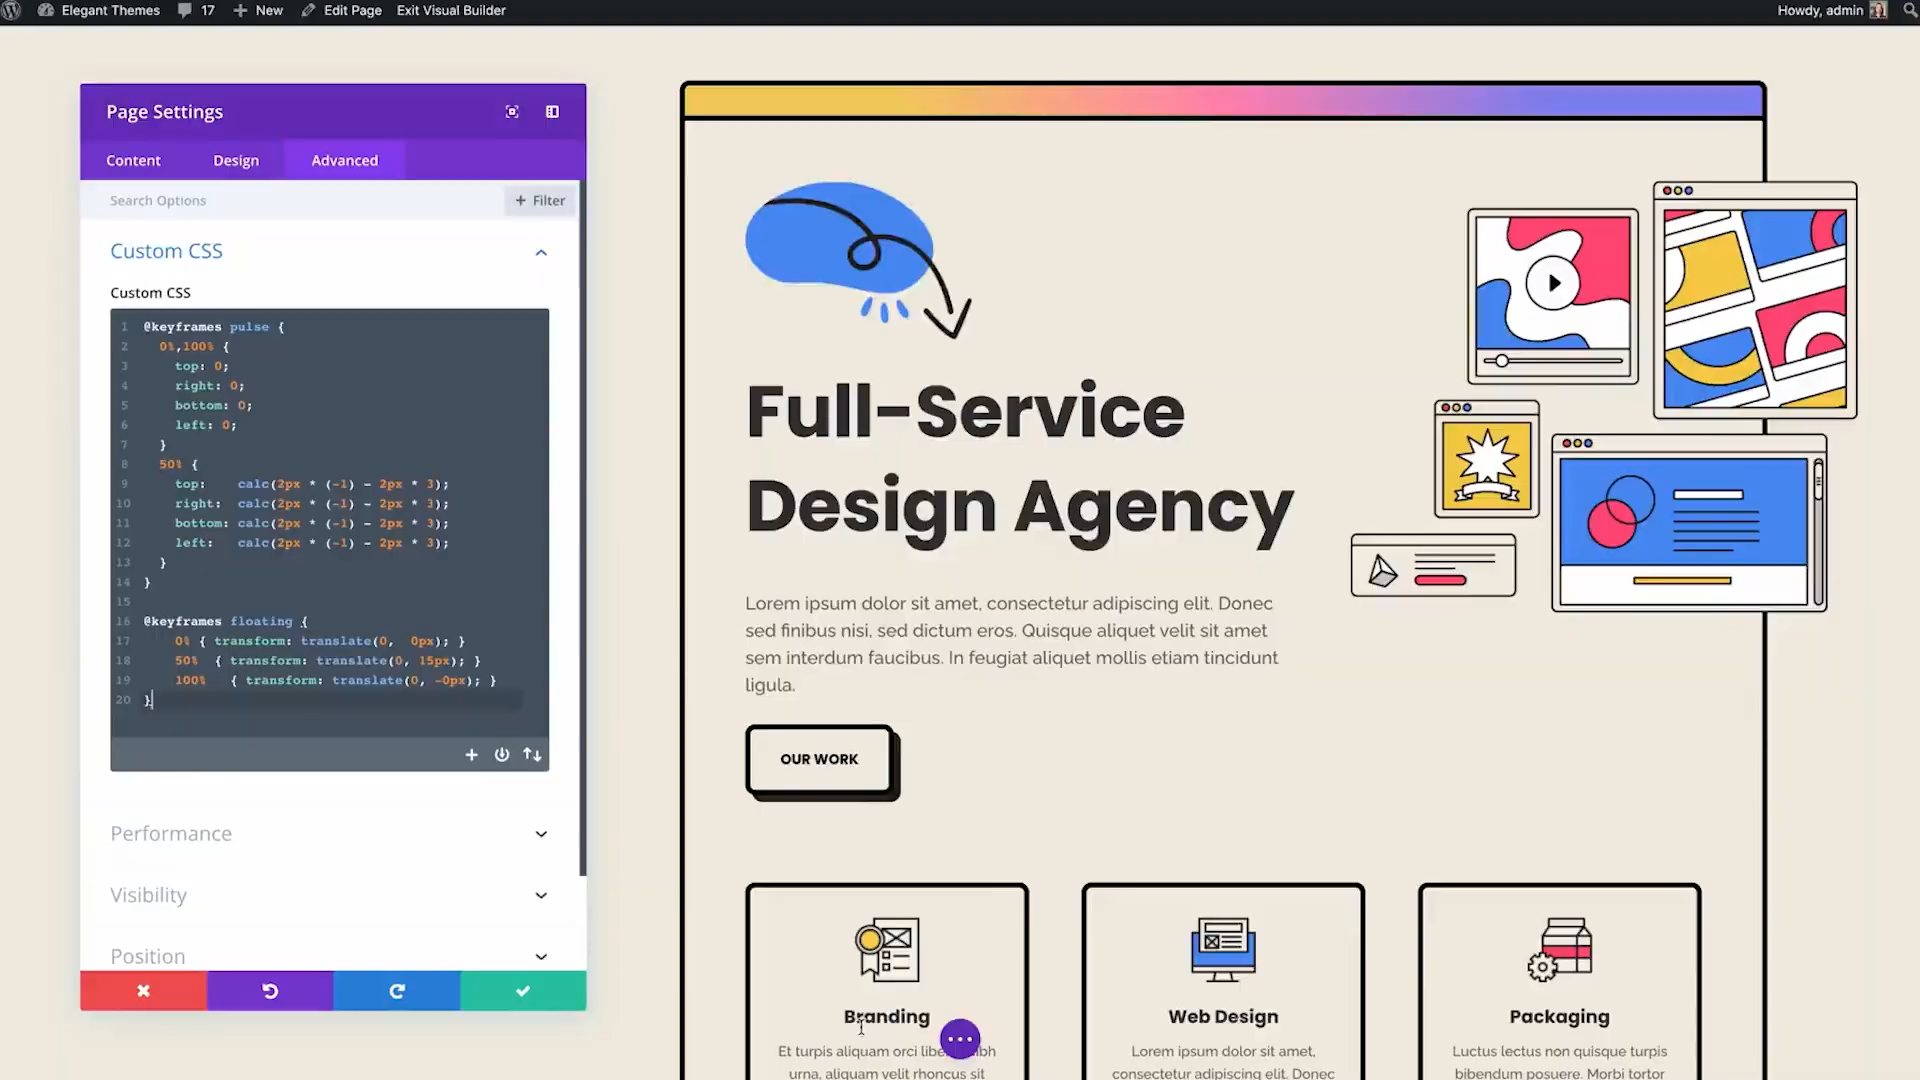 Elegant Themes 17 New Edit Page Exit Visual Builder Howdy, admin
Page Settings
Content Design Advanced
Search Options + Filter
Custom CSS
Custom CSS
1 @keyframes pulse {
2 0%,100% {
3 top: 0;
4 right: 0;
5 bottom: 0;
6 left: 0;
7 }
8 50% {
9 top: calc(2px * (-1) - 2px * 3);
10 right: calc(2px * (-1) - 2px * 3);
11 bottom: calc(2px * (-1) - 2px * 3);
12 left: calc(2px * (-1) - 2px * 3);
13 }
14 }
15
16 @keyframes floating {
17 0% { transform: translate(0, 0px); }
18 50% { transform: translate(0, 15px); }
19 100% { transform: translate(0, -0px); }
20 }
Performance
Visibility
Position
Full-Service
Design Agency
Lorem ipsum dolor sit amet, consectetur adipiscing elit. Donec
sed finibus nisi, sed dictum eros. Quisque aliquet velit sit amet
sem interdum faucibus. In feugiat aliquet mollis etiam tincidunt
ligula.
OUR WORK
Branding
Et turpis aliquam orci
urna, aliquam velit rhoncus sit
Web Design
Lorem ipsum dolor sit amet,
consectetur adipiscing elit. Donec
Packaging
Luctus lectus non quisque turpis
bibendum posuere. Morbi tortor